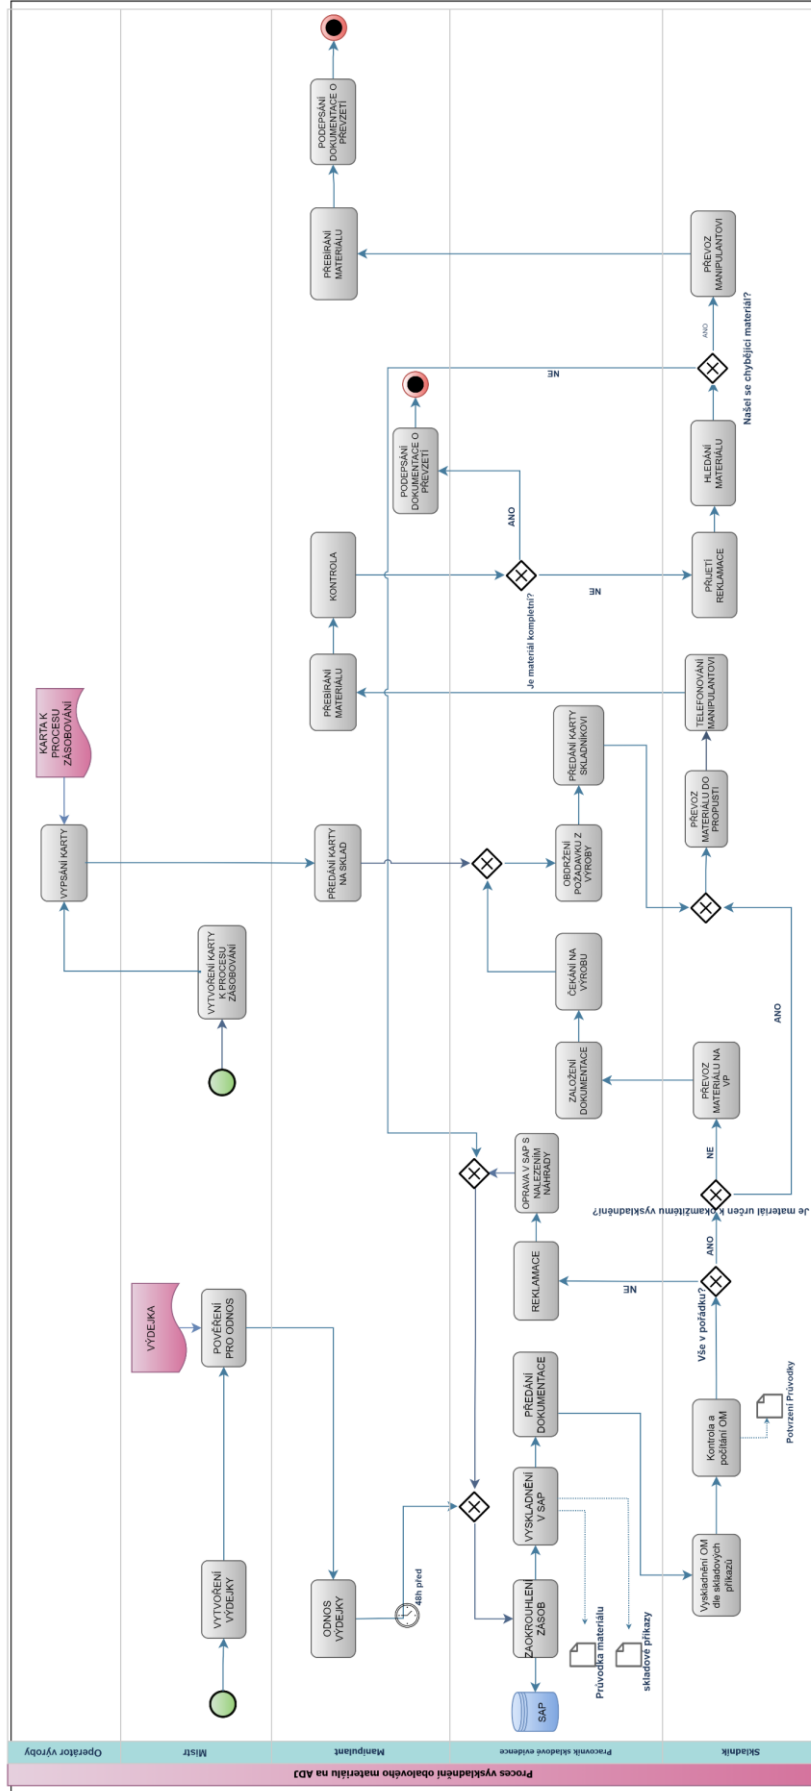 Proces vyskladnění obalového materiálu na ADJ
Operátor výroby
Mistr
Manipulant
Pracovník skladové evidence
Skladník
KARTA K
PROCESU
ZÁSOBOVÁNÍ
VYPSÁNÍ KARTY
VYTVOŘENÍ
VÝDEJKY
VÝDEJKA
POVĚŘENÍ
PRO ODNOS
VYTVOŘENÍ KARTY
K PROCESU
ZÁSOBOVÁNÍ
ODNOS
VÝDEJKY
48h před
PŘEDÁNÍ KARTY
NA SKLAD
PŘEBÍRÁNÍ
MATERIÁLU
KONTROLA
PODEPSÁNÍ
DOKUMENTACE O
PŘEVZETÍ
PŘEBÍRÁNÍ
MATERIÁLU
PODEPSÁNÍ
DOKUMENTACE O
PŘEVZETÍ
SAP
ZAOKROUHLENÍ
ZÁSOB
VYSKLADNĚNÍ
V SAP
PŘEDÁNÍ
DOKUMENTACE
Průvodka materiálu
skladové příkazy
REKLAMACE
OPRAVA V SAP S
NALEZENÍM
NÁHRADY
ZALOŽENÍ
DOKUMENTACE
ČEKÁNÍ NA
VÝROBU
OBDRŽENÍ
POŽADAVKU Z
VÝROBY
PŘEDÁNÍ KARTY
SKLADNÍKOVI
Je materiál kompletní?
ANO
NE
NE
Vyskladnění OM
dle skladových
příkazů
Kontrola a
počítání OM
Potvrzení Průvodky
Vše v pořádku?
NE
ANO
Je materiál určen k okamžitému vyskladnění?
NE
ANO
PŘEVOZ
MATERIÁLU NA
VP
PŘEVOZ
MATERIÁLU DO
PROPUSTI
TELEFONOVÁNÍ
MANIPULANTOVI
PŘIJETÍ
REKLAMACE
HLEDÁNÍ
MATERIÁLU
Našel se chybějící materiál?
ANO
PŘEVOZ
MANIPULANTOVI